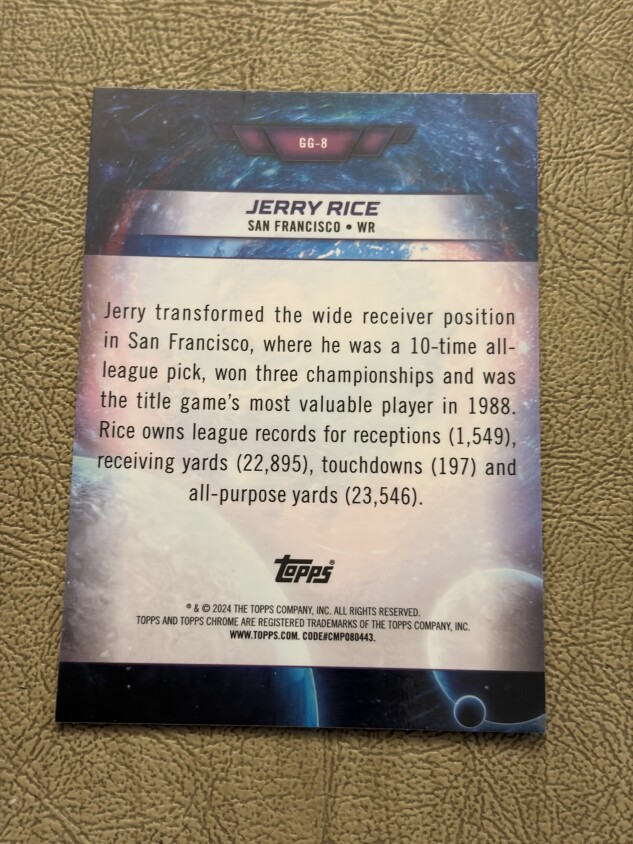 GG-8
JERRY RICE
SAN FRANCISCO • WR
Jerry transformed the wide receiver position
in San Francisco, where he was a 10-time all-
league pick, won three championships and was
the title game's most valuable player in 1988.
Rice owns league records for receptions (1,549),
receiving yards (22,895), touchdowns (197) and
all-purpose yards (23,546).
topps®
® & © 2024 THE TOPPS COMPANY, INC. ALL RIGHTS RESERVED.
TOPPS AND TOPPS CHROME ARE REGISTERED TRADEMARKS OF THE TOPPS COMPANY, INC.
WWW.TOPPS.COM. CODE#CMP080443.